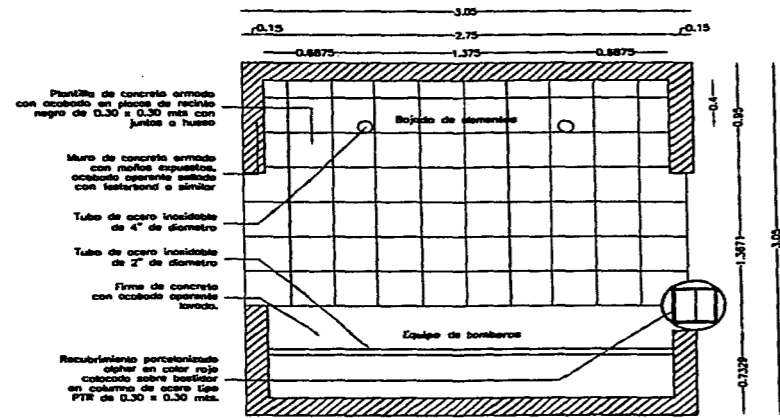 3.05
0.15 2.75 0.15
0.6875 1.375 0.6875
Plantilla de concreto armado
con acabado en placas de recinto
negro de 0.30 x 0.30 mts con
juntas a hueso
Bajada de elementos
0.4
0.95
Muro de concreto armado
con moños expuestos,
acabado aparente sellado
con festerbond o similar
Tubo de acero inoxidable
de 4" de diametro
Tubo de acero inoxidable
de 2" de diametro
1.3671
3.05
Firme de concreto
con acabado aparente
lavado.
Equipo de bomberos
Recubrimiento porcelanizado
alpher en color rojo
colocado sobre bastidor
en columna de acero tipo
PTR de 0.30 x 0.30 mts.
0.7329